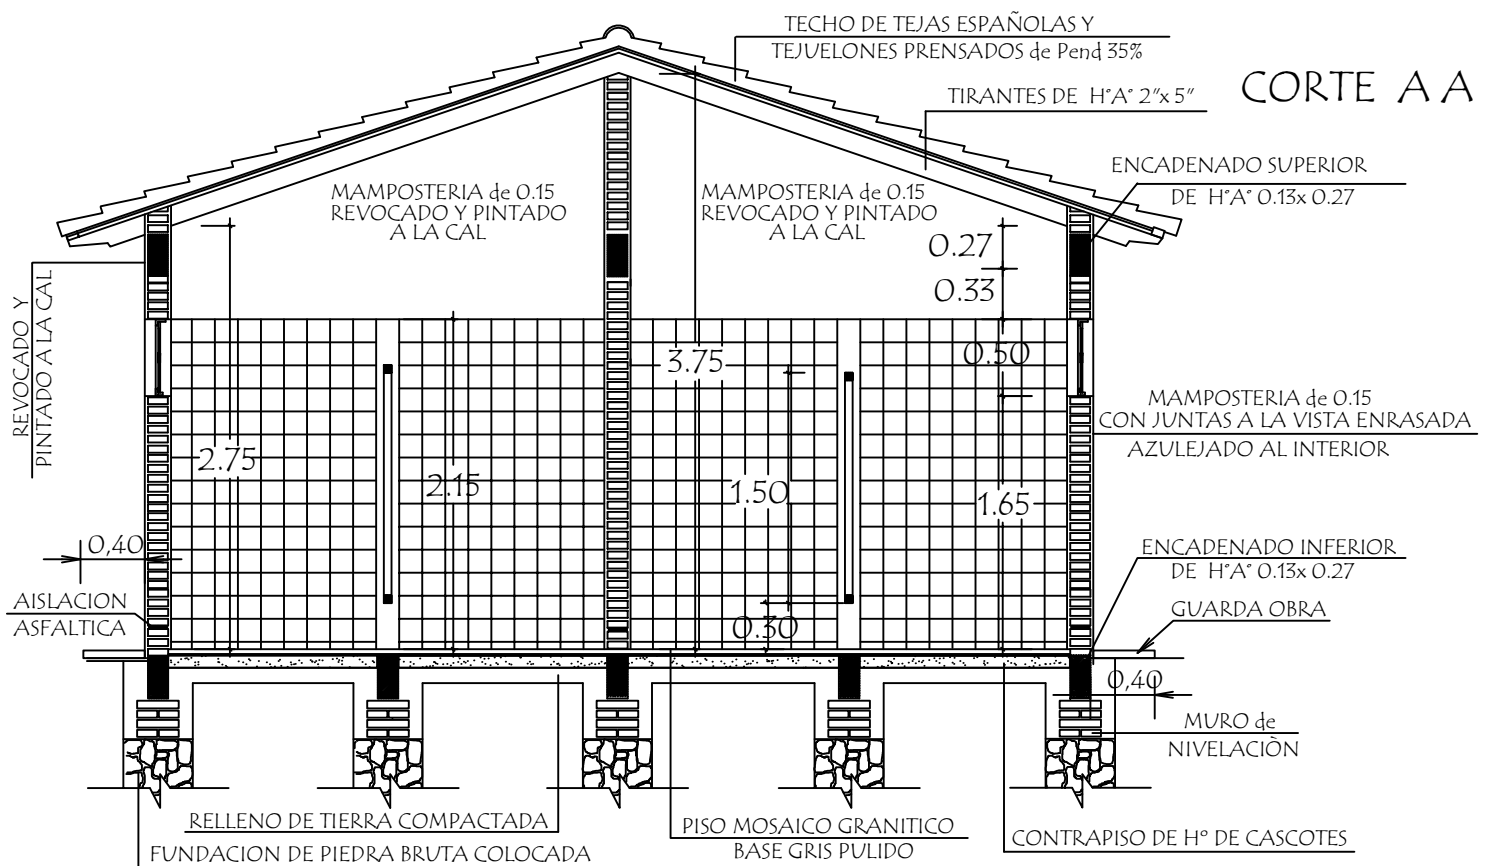 TECHO DE TEJAS ESPAÑOLAS Y
TEJUELONES PRENSADOS de Pend 35%
CORTE A A
TIRANTES DE H°A° 2"x 5"
ENCADENADO SUPERIOR
DE H°A° 0.13x 0.27
MAMPOSTERIA de 0.15
REVOCADO Y PINTADO
A LA CAL
MAMPOSTERIA de 0.15
REVOCADO Y PINTADO
A LA CAL
0.27
0.33
REVOCADO Y
PINTADO A LA CAL
3.75
0.50
MAMPOSTERIA de 0.15
CON JUNTAS A LA VISTA ENRASADA
AZULEJADO AL INTERIOR
2.75
2.15
1.50
1.65
0,40
ENCADENADO INFERIOR
DE H°A° 0.13x 0.27
AISLACION
ASFALTICA
GUARDA OBRA
0.30
0,40
MURO de
NIVELACIÒN
RELLENO DE TIERRA COMPACTADA
FUNDACION DE PIEDRA BRUTA COLOCADA
PISO MOSAICO GRANITICO
BASE GRIS PULIDO
CONTRAPISO DE Hº DE CASCOTES